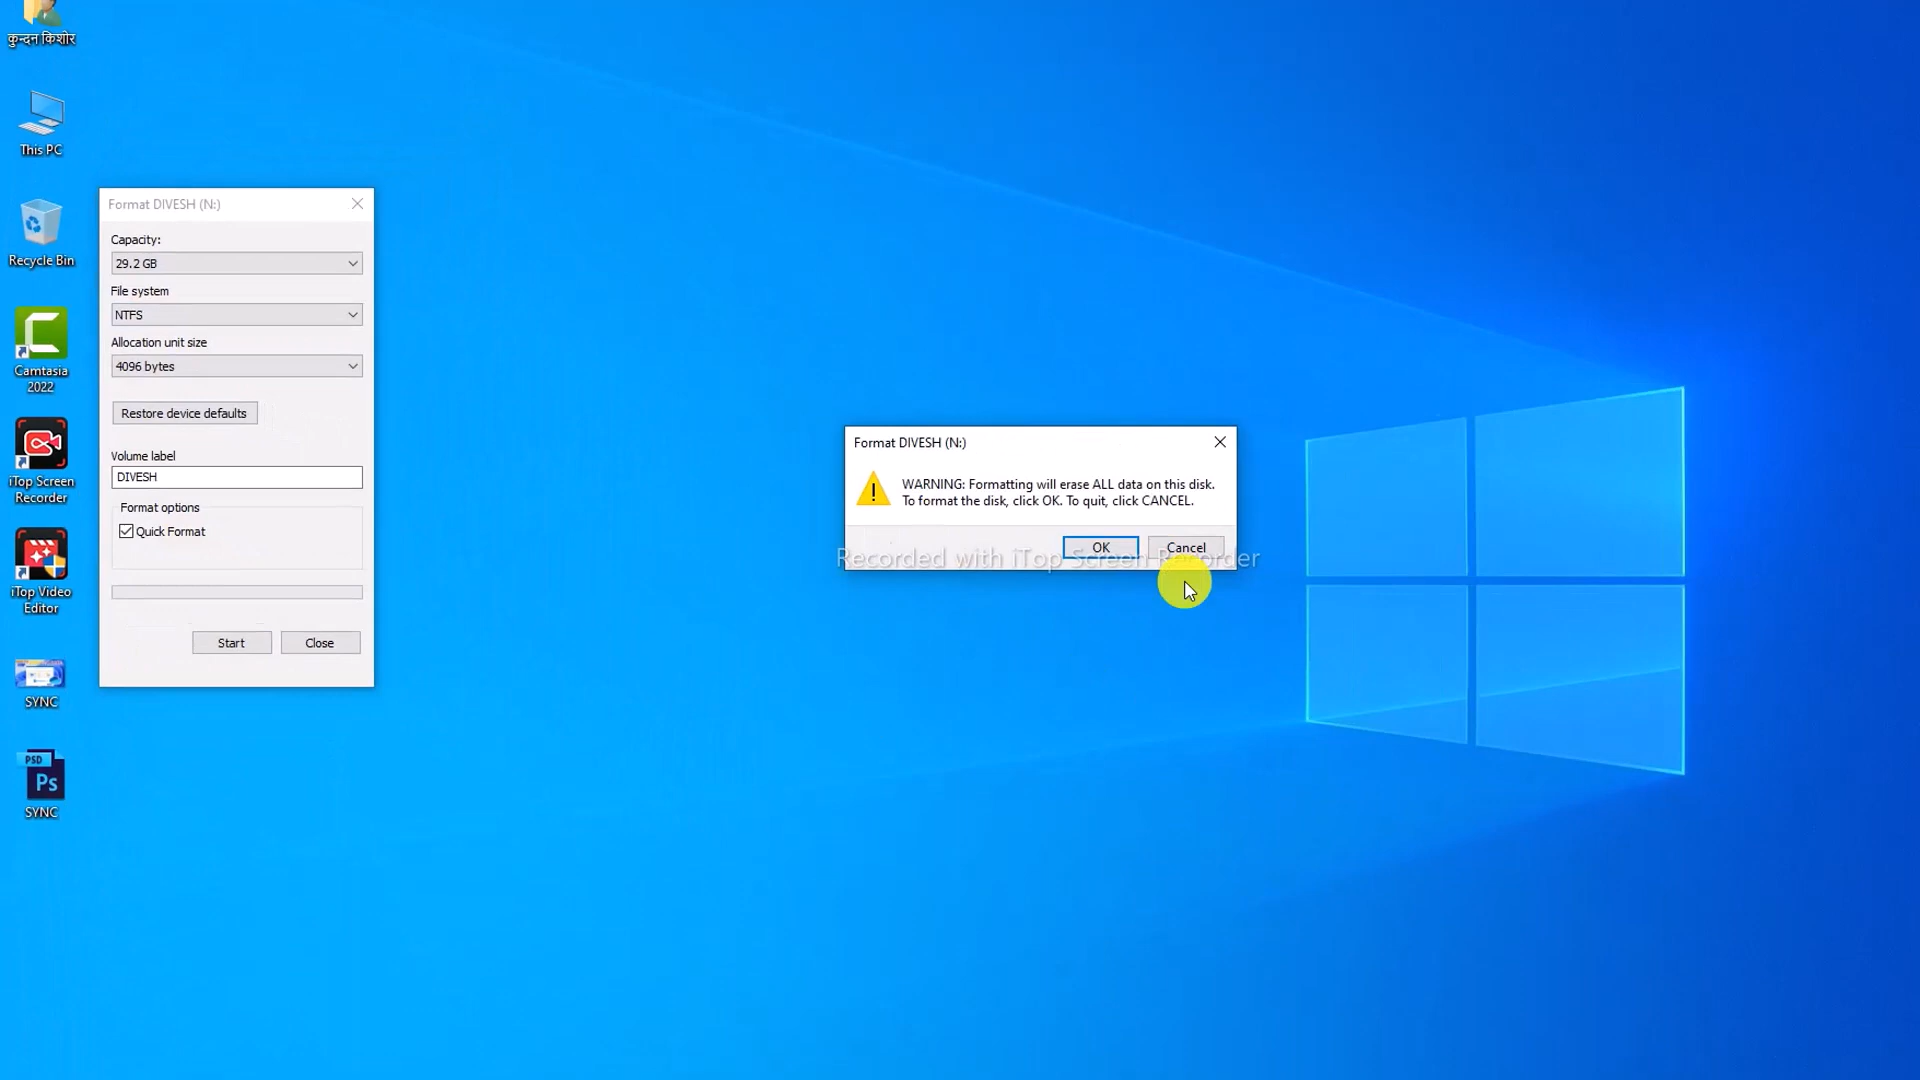 कुन्दन किशोर
This PC
Recycle Bin
Camtasia
2022
iTop Screen
Recorder
iTop Video
Editor
SYNC
PSD
Ps
SYNC
Format DIVESH (N:)
Capacity:
29.2 GB
File system
NTFS
Allocation unit size
4096 bytes
Restore device defaults
Volume label
DIVESH
Format options
Quick Format
Start Close
Format DIVESH (N:)
WARNING: Formatting will erase ALL data on this disk.
To format the disk, click OK. To quit, click CANCEL.
OK Cancel
Recorded with iTop Screen Recorder